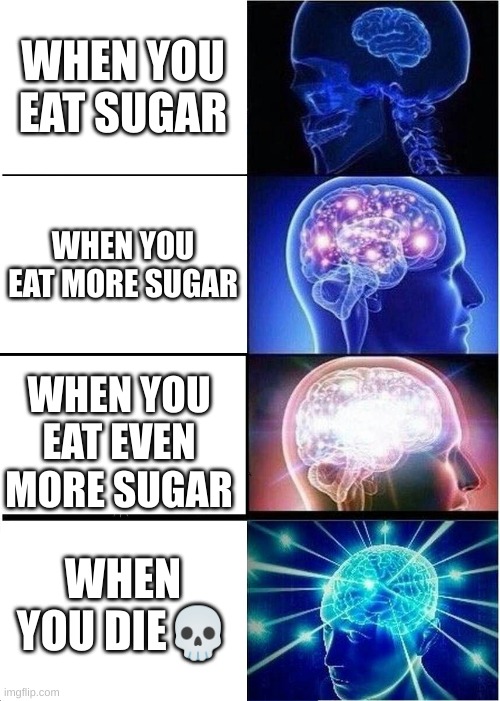 WHEN YOU
EAT SUGAR
WHEN YOU
EAT MORE SUGAR
WHEN YOU
EAT EVEN
MORE SUGAR
WHEN
YOU DIE💀
imgflip.com